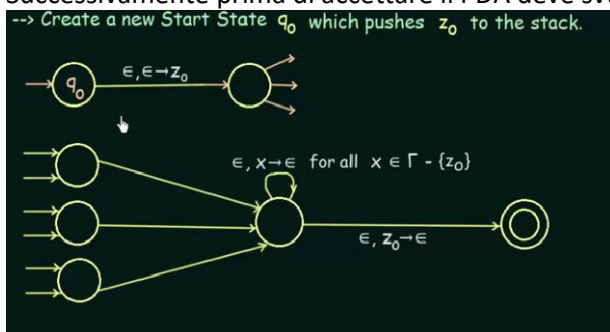 Successivamente prima di accettare il PDA deve
--> Create a new Start State q₀ which pushes z₀ to the stack.
q₀
∈,∈→z₀
∈, x→∈ for all x ∈ Γ - {z₀}
∈, z₀→∈